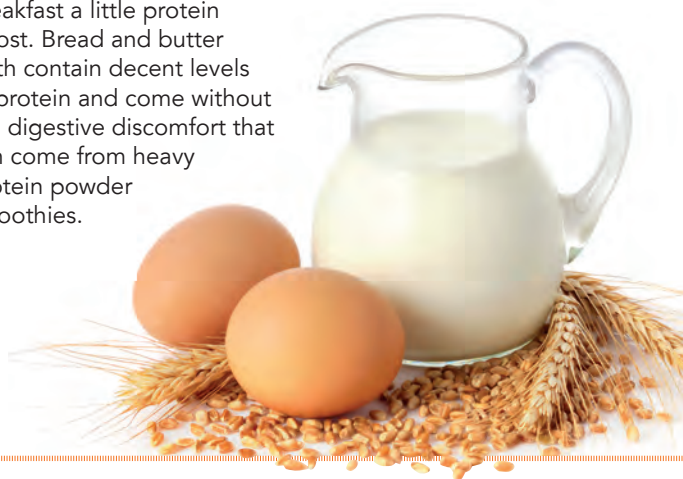 eakfast a little protein
ost. Bread and butter
th contain decent levels
protein and come without
digestive discomfort that
come from heavy
otein powder
oothies.